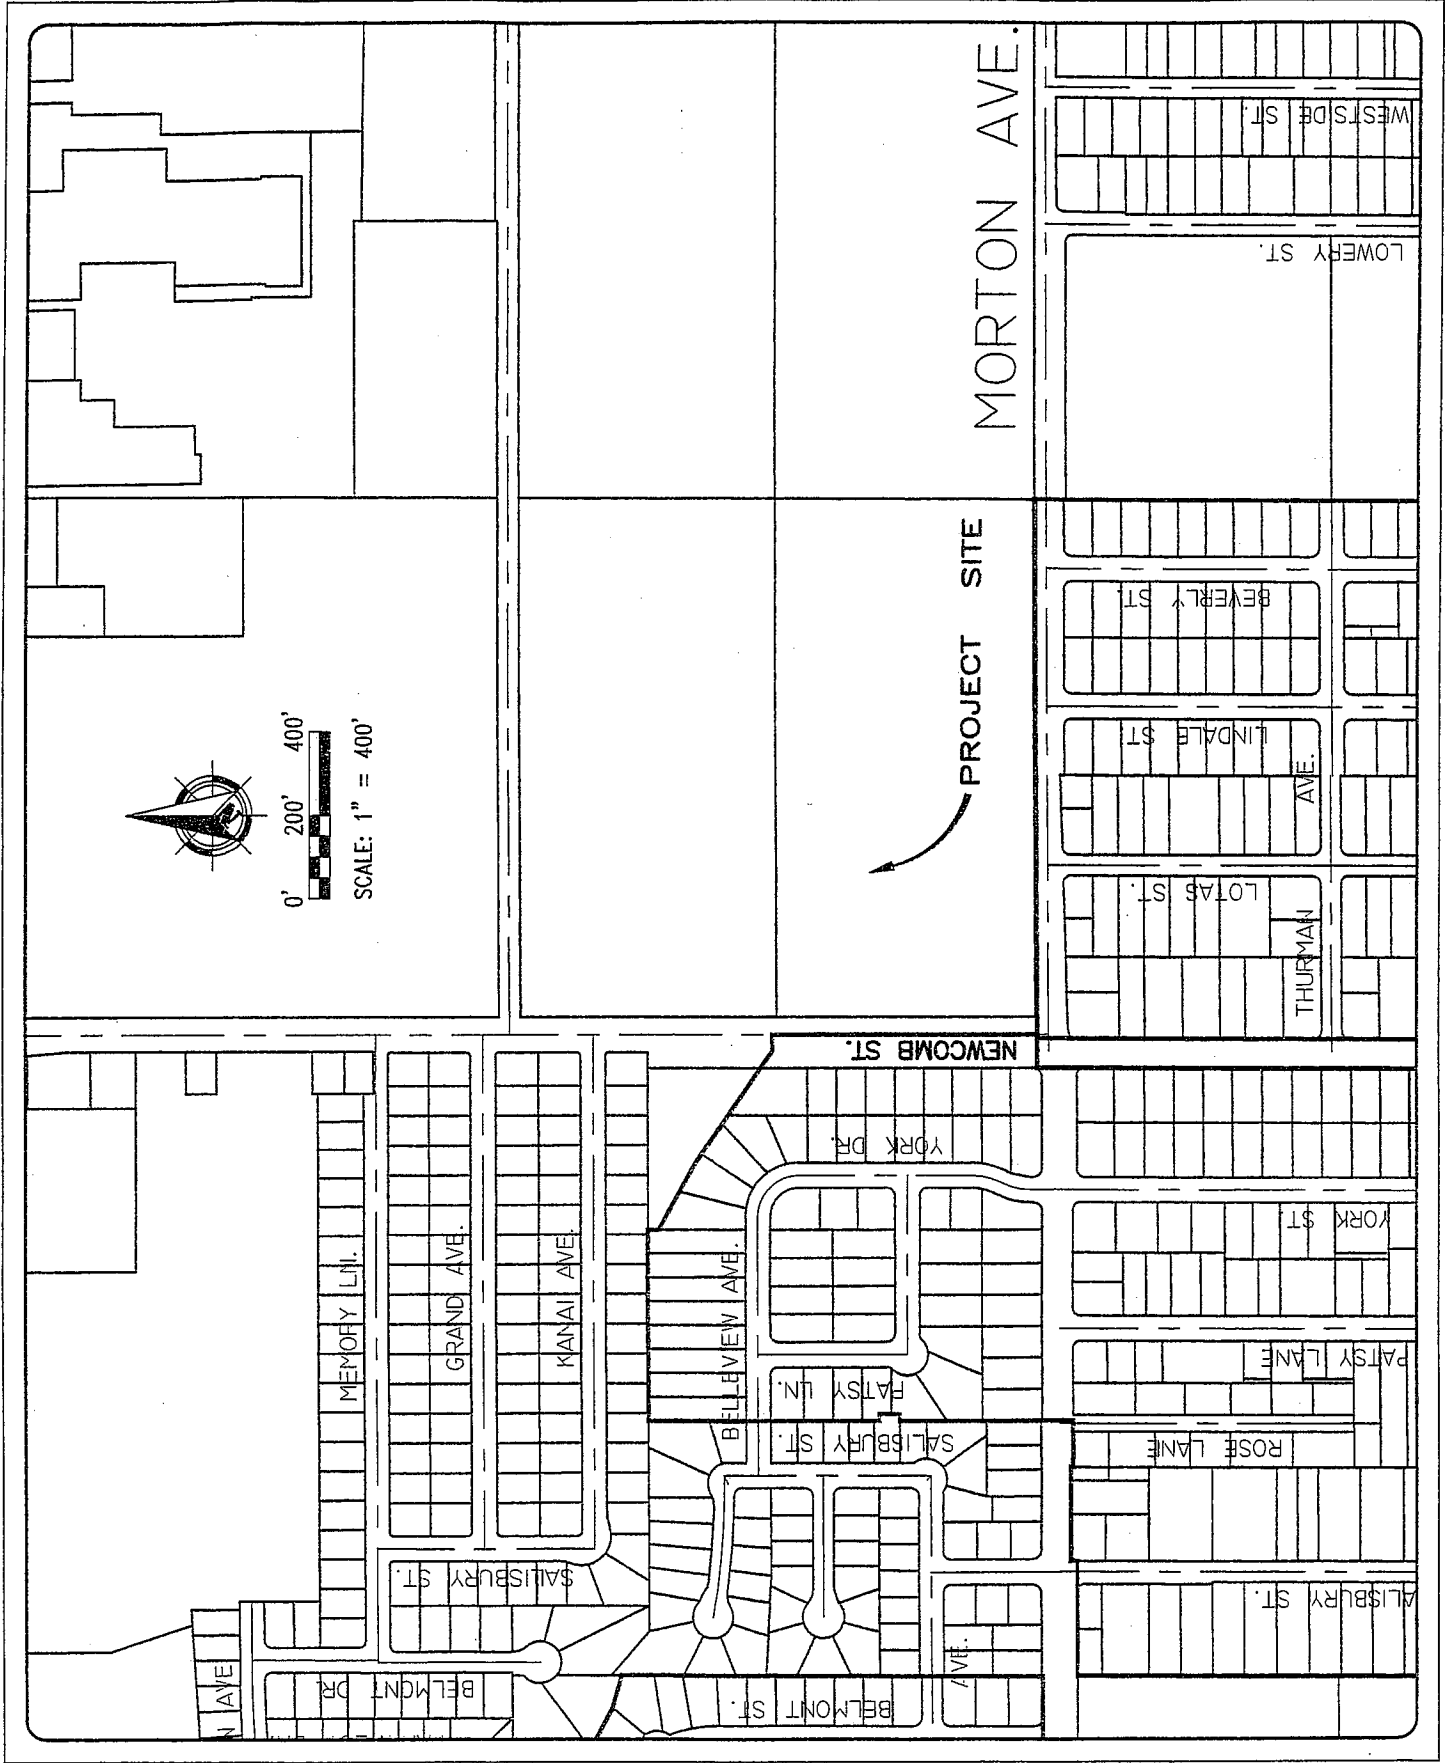 MORTON AVE.
WESTSIDE ST.
LOWERY ST.
PROJECT SITE
BEVERLY ST.
LINDALE ST.
LOTAS ST.
THURMAN AVE.
0' 200' 400'
SCALE: 1" = 400'
NEWCOMB ST.
YORK DR.
YORK ST.
MEMORY LN.
GRAND AVE.
KANAI AVE.
BELLEVIEW AVE.
PATSY LN.
PATSY LANE
SALISBURY ST.
ROSE LANE
SALISBURY ST.
ALISBURY ST.
N AVE
BELMONT DR.
BELMONT ST.
AVE.